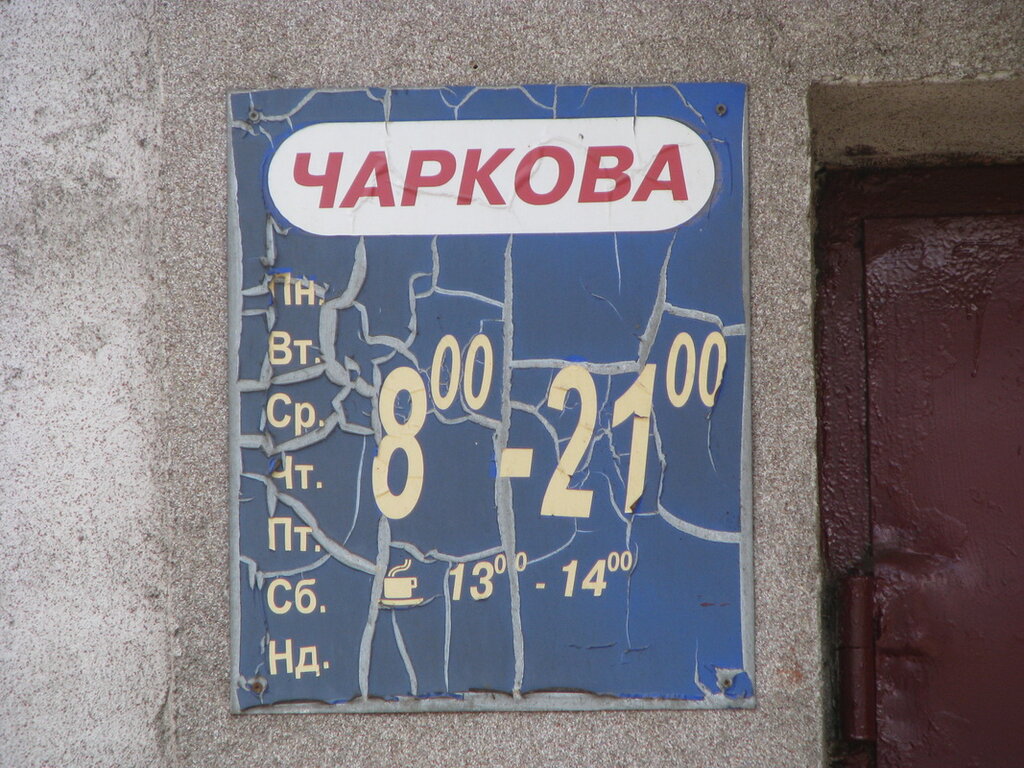 ЧАРКОВА
Пн.
Вт.
Ср.
Чт.
Пт.
Сб.
Нд.
8⁰⁰ - 21⁰⁰
13⁰⁰ - 14⁰⁰